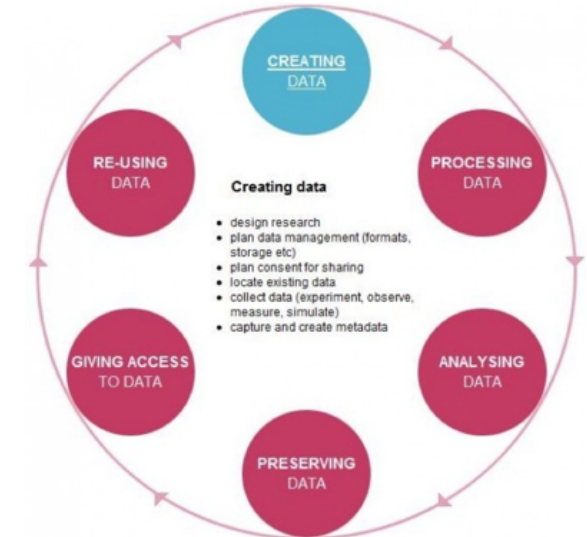 CREATING
DATA
RE-USING
DATA
PROCESSING
DATA
Creating data
• design research
• plan data management (formats,
storage etc)
• plan consent for sharing
• locate existing data
• collect data (experiment, observe,
measure, simulate)
• capture and create metadata
GIVING ACCESS
TO DATA
ANALYSING
DATA
PRESERVING
DATA